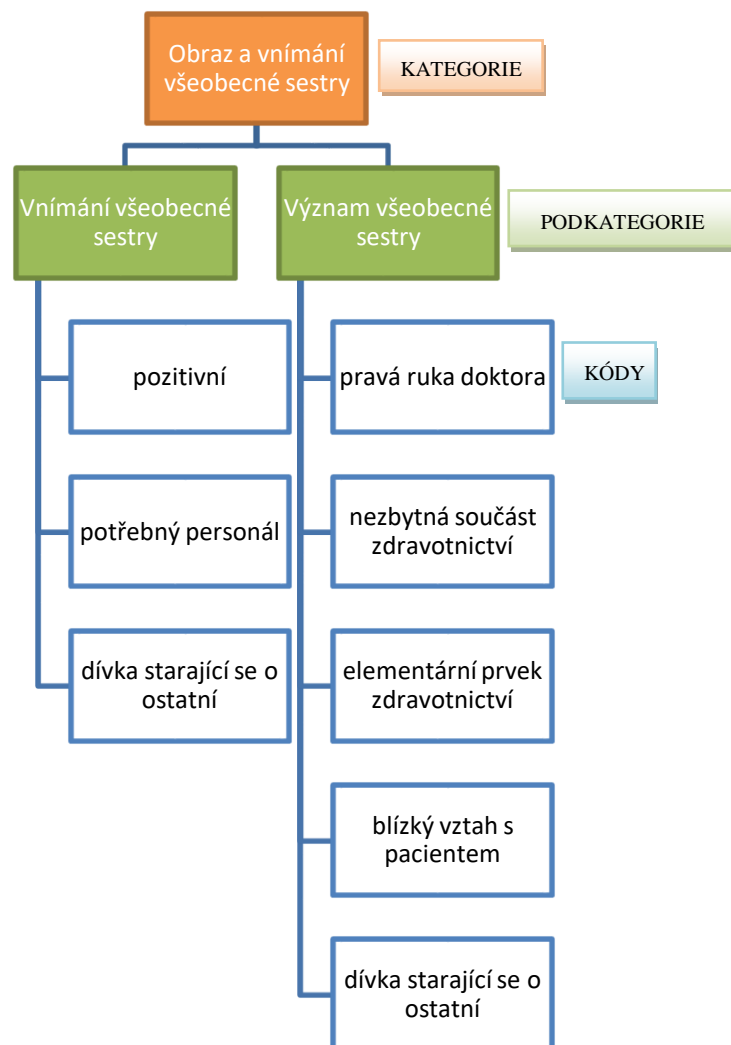 Obraz a vnímání
všeobecné sestry
KATEGORIE
Vnímání všeobecné
sestry
Význam všeobecné
sestry
PODKATEGORIE
pozitivní
pravá ruka doktora
KÓDY
potřebný personál
nezbytná součást
zdravotnictví
dívka starající se o
ostatní
elementární prvek
zdravotnictví
blízký vztah s
pacientem
dívka starající se o
ostatní